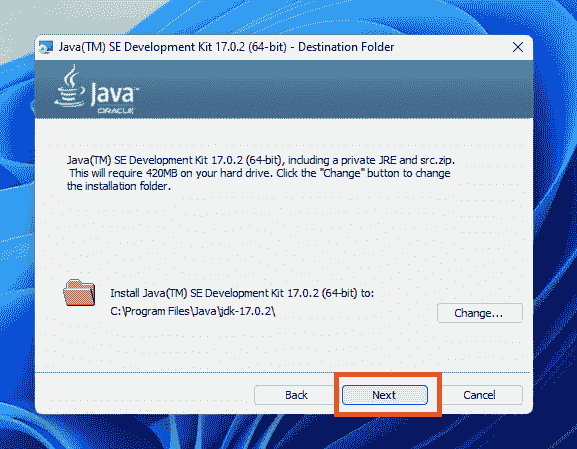 Java(TM) SE Development Kit 17.0.2 (64-bit) - Destination Folder
Java™
ORACLE
Java(TM) SE Development Kit 17.0.2 (64-bit), including a private JRE and src.zip.
This will require 420MB on your hard drive. Click the "Change" button to change
the installation folder.
Install Java(TM) SE Development Kit 17.0.2 (64-bit) to:
C:\Program Files\Java\jdk-17.0.2\
Change...
Back
Next
Cancel